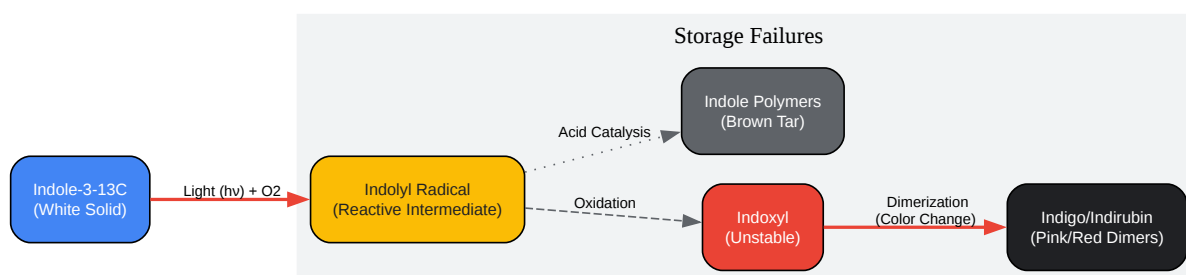 Storage Failures
Indole Polymers
(Brown Tar)
Acid Catalysis
Indole-3-13C
(White Solid)
Light (hν) + O2
Indolyl Radical
(Reactive Intermediate)
Oxidation
Indoxyl
(Unstable)
Dimerization
(Color Change)
Indigo/Indirubin
(Pink/Red Dimers)